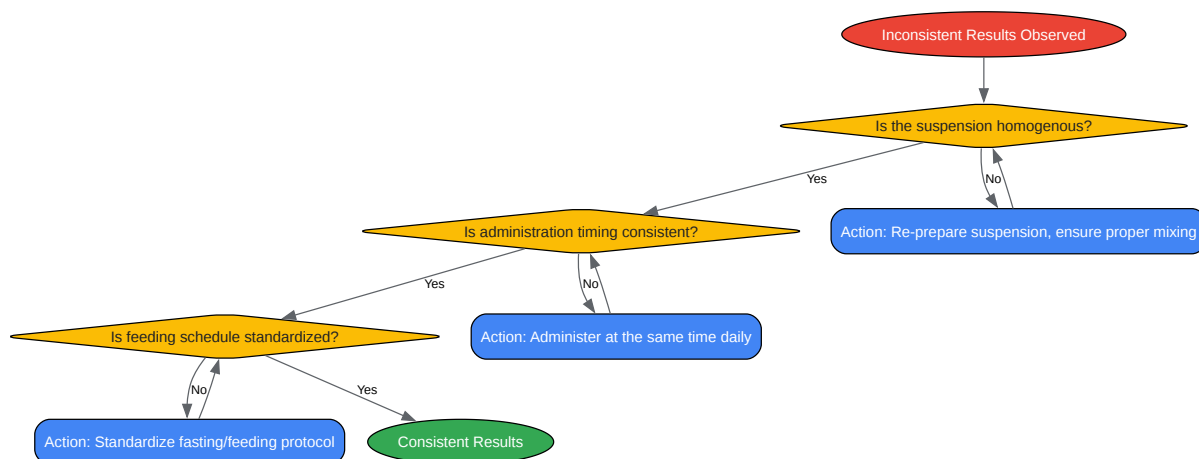 Inconsistent Results Observed
Is the suspension homogenous?
Yes
No
Is administration timing consistent?
Action: Re-prepare suspension, ensure proper mixing
Yes
No
Is feeding schedule standardized?
Action: Administer at the same time daily
No
Yes
Action: Standardize fasting/feeding protocol
Consistent Results